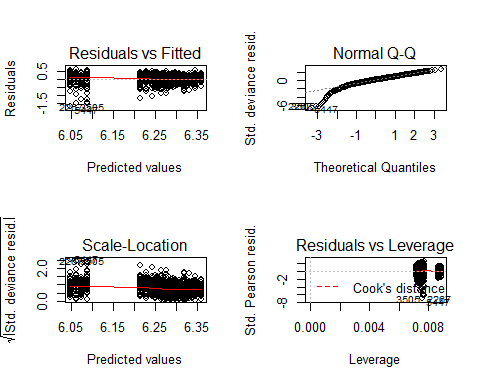 Residuals vs Fitted
Residuals
-1.5
0.5
6.05
6.15
6.25
6.35
Predicted values
Normal Q-Q
Std. deviance resid.
-6
0
-3
-1
1
2
3
Theoretical Quantiles
Scale-Location
√|Std. deviance resid.|
0.0
2.0
6.05
6.15
6.25
6.35
Predicted values
Residuals vs Leverage
Std. Pearson resid.
-8
-2
Cook's distance
0.000
0.004
0.008
Leverage